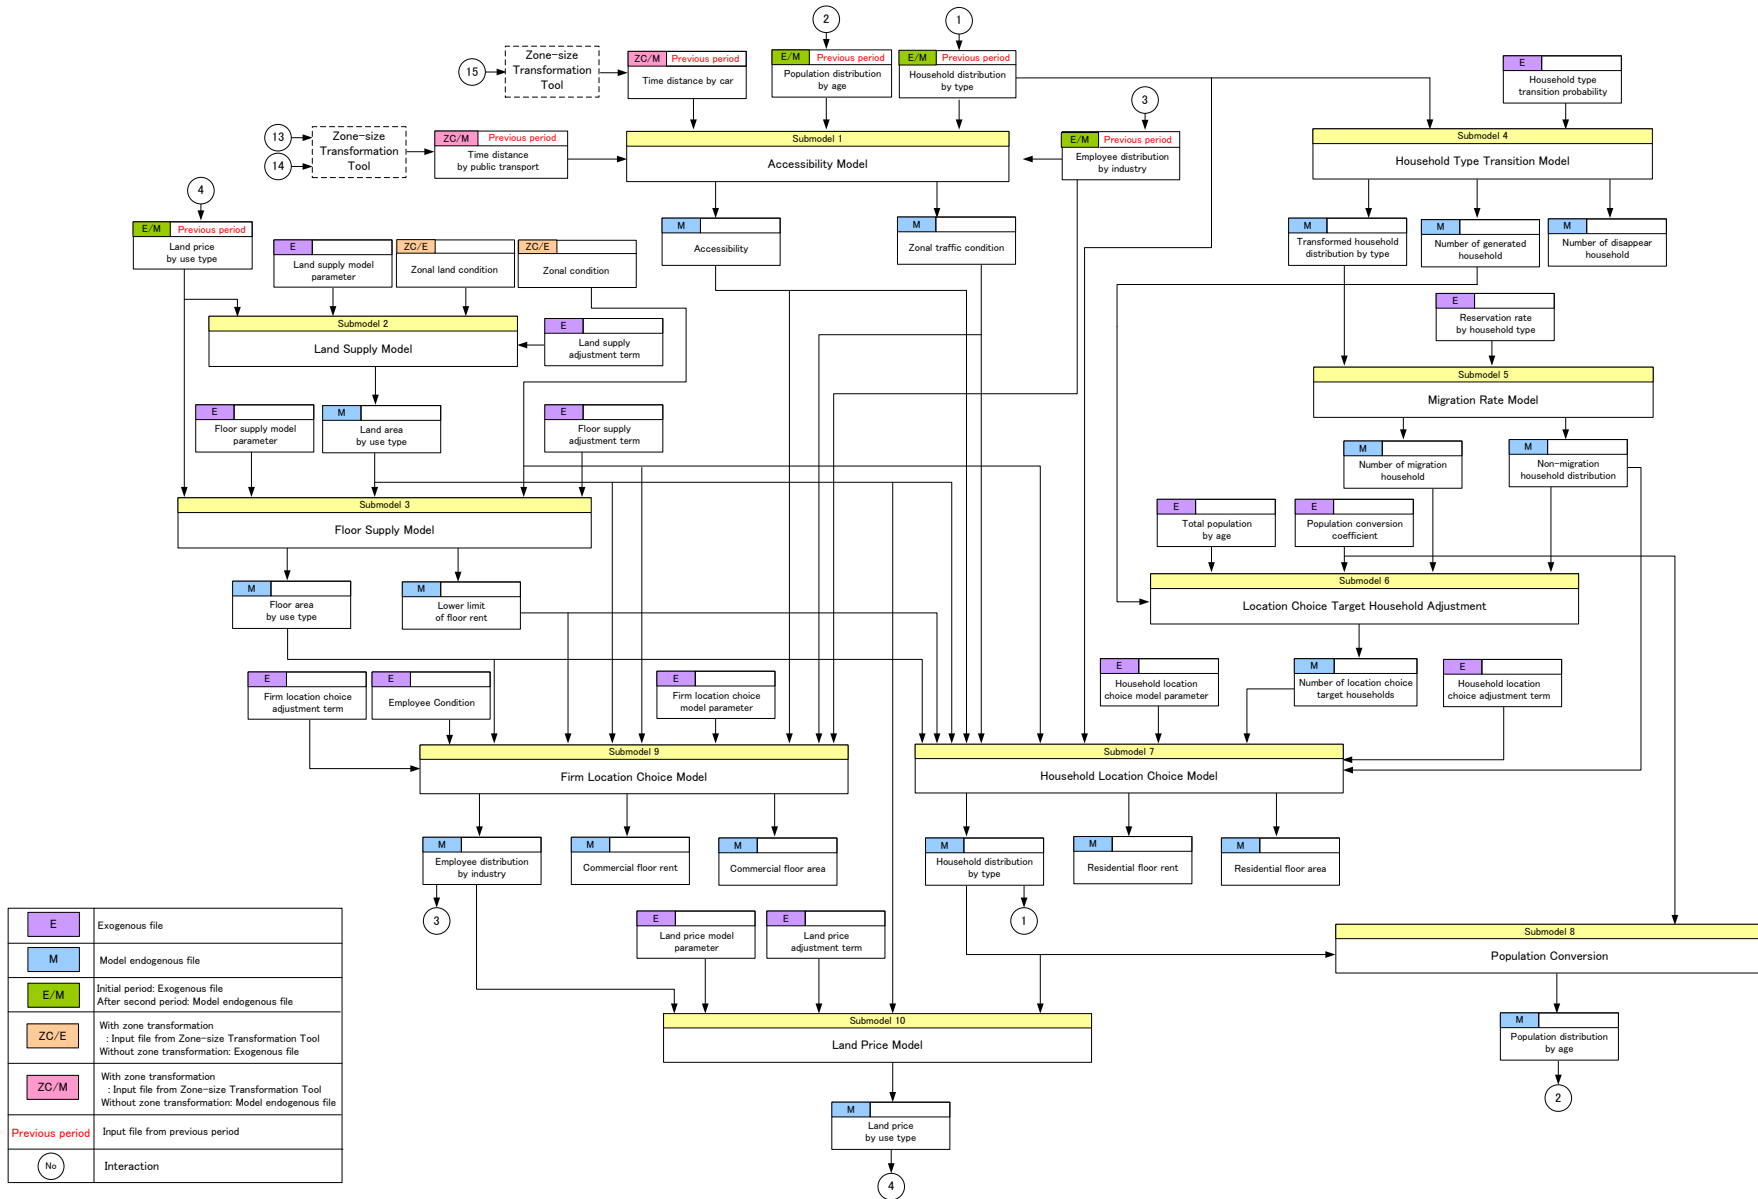 2
1
15
Zone-size
Transformation
Tool
ZC/M Previous period
Time distance by car
E/M Previous period
Population distribution
by age
E/M Previous period
Household distribution
by type
E
Household type
transition probability
3
13
14
Zone-size
Transformation
Tool
ZC/M Previous period
Time distance
by public transport
Submodel 1
Accessibility Model
E/M Previous period
Employee distribution
by industry
Submodel 4
Household Type Transition Model
4
E/M Previous period
Land price
by use type
E
Land supply model
parameter
ZC/E
Zonal land condition
ZC/E
Zonal condition
M
Accessibility
M
Zonal traffic condition
M
Transformed household
distribution by type
M
Number of generated
household
M
Number of disappear
household
Submodel 2
Land Supply Model
E
Land supply
adjustment term
E
Reservation rate
by household type
Submodel 5
Migration Rate Model
E
Floor supply model
parameter
M
Land area
by use type
E
Floor supply
adjustment term
M
Number of migration
household
M
Non-migration
household distribution
Submodel 3
Floor Supply Model
E
Total population
by age
E
Population conversion
coefficient
M
Floor area
by use type
M
Lower limit
of floor rent
Submodel 6
Location Choice Target Household Adjustment
E
Firm location choice
adjustment term
E
Employee Condition
E
Firm location choice
model parameter
E
Household location
choice model parameter
M
Number of location choice
target households
E
Household location
choice adjustment term
Submodel 9
Firm Location Choice Model
Submodel 7
Household Location Choice Model
M
Employee distribution
by industry
M
Commercial floor rent
M
Commercial floor area
M
Household distribution
by type
M
Residential floor rent
M
Residential floor area
3
1
E
Land price model
parameter
E
Land price
adjustment term
Submodel 8
Population Conversion
Submodel 10
Land Price Model
M
Population distribution
by age
2
M
Land price
by use type
4
E
Exogenous file
M
Model endogenous file
E/M
Initial period: Exogenous file
After second period: Model endogenous file
ZC/E
With zone transformation
: Input file from Zone-size Transformation Tool
Without zone transformation: Exogenous file
ZC/M
With zone transformation
: Input file from Zone-size Transformation Tool
Without zone transformation: Model endogenous file
Previous period
Input file from previous period
No
Interaction